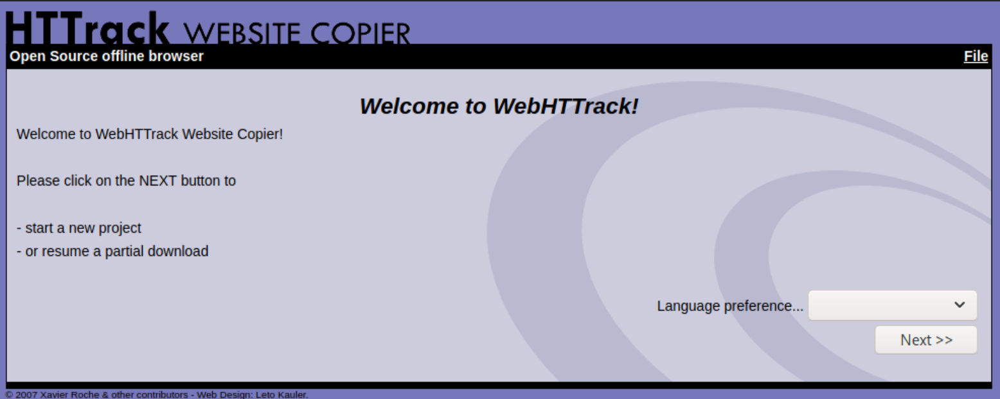 HTTrack WEBSITE COPIER
Open Source offline browser File
Welcome to WebHTTrack!
Welcome to WebHTTrack Website Copier!
Please click on the NEXT button to
- start a new project
- or resume a partial download
Language preference...
Next >>
© 2007 Xavier Roche & other contributors - Web Design: Leto Kauler.